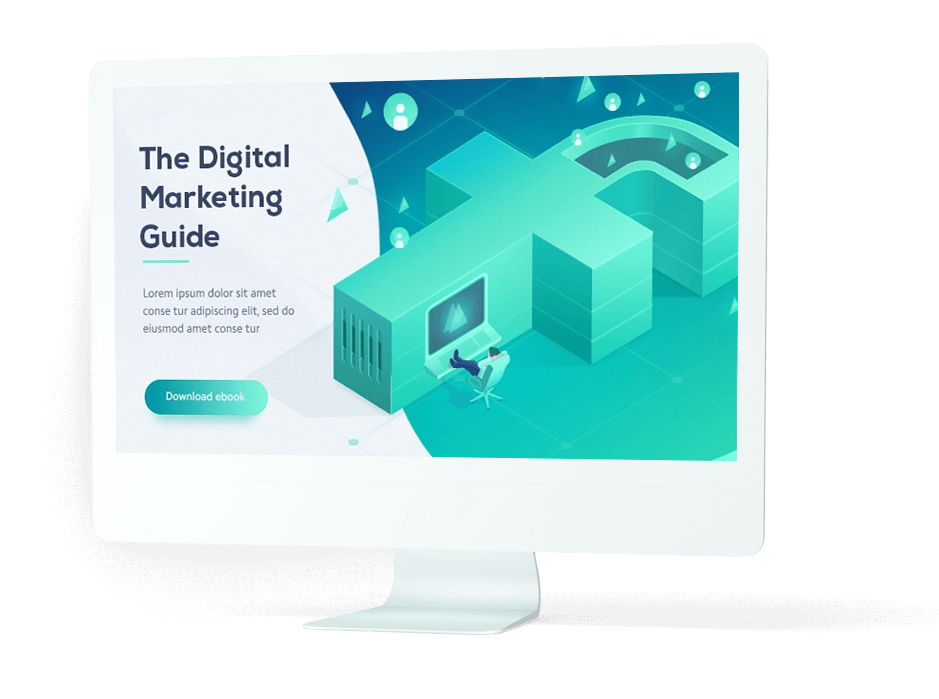 The Digital
Marketing
Guide
Lorem ipsum dolor sit amet
conse tur adipiscing elit, sed do
eiusmod amet conse tur
Download ebook